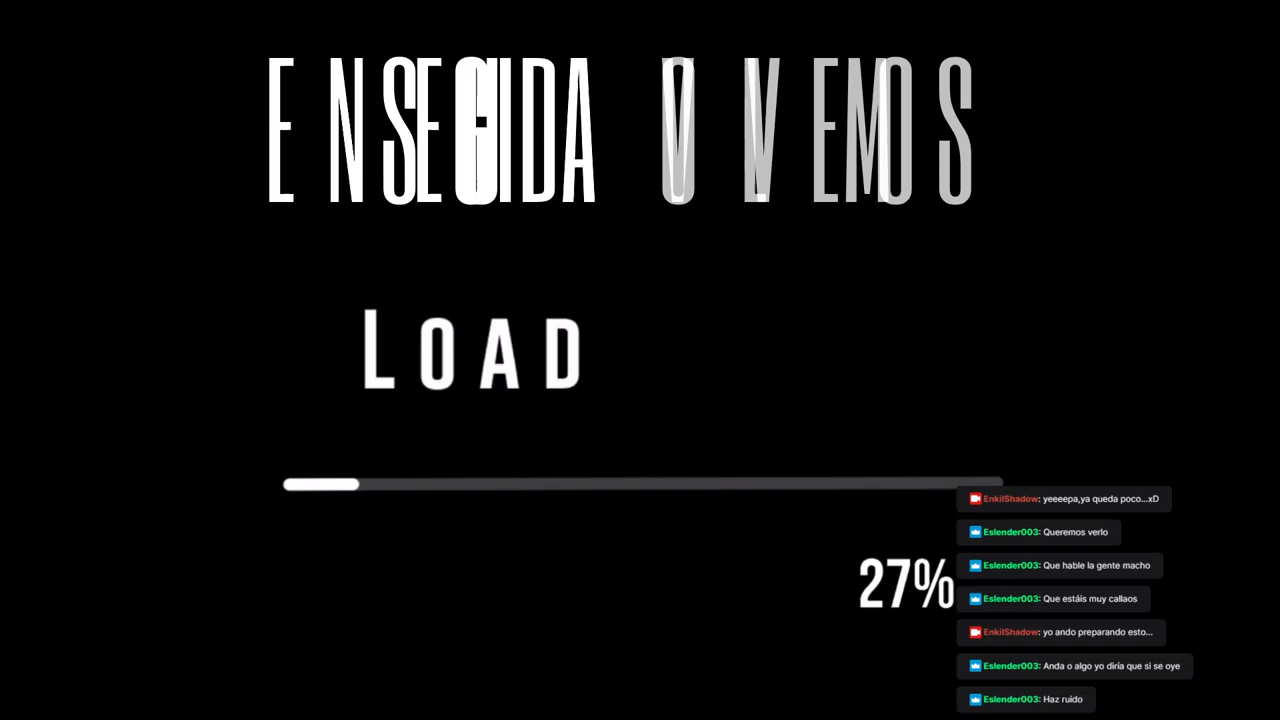 ENSEGUIDA VOLVEMOS
LOAD
27%
EnkilShadow: yeeeepa,ya queda poco...xD
Eslender003: Queremos verlo
Eslender003: Que hable la gente macho
Eslender003: Que estáis muy callaos
EnkilShadow: yo ando preparando esto...
Eslender003: Anda o algo yo diría que si se oye
Eslender003: Haz ruido